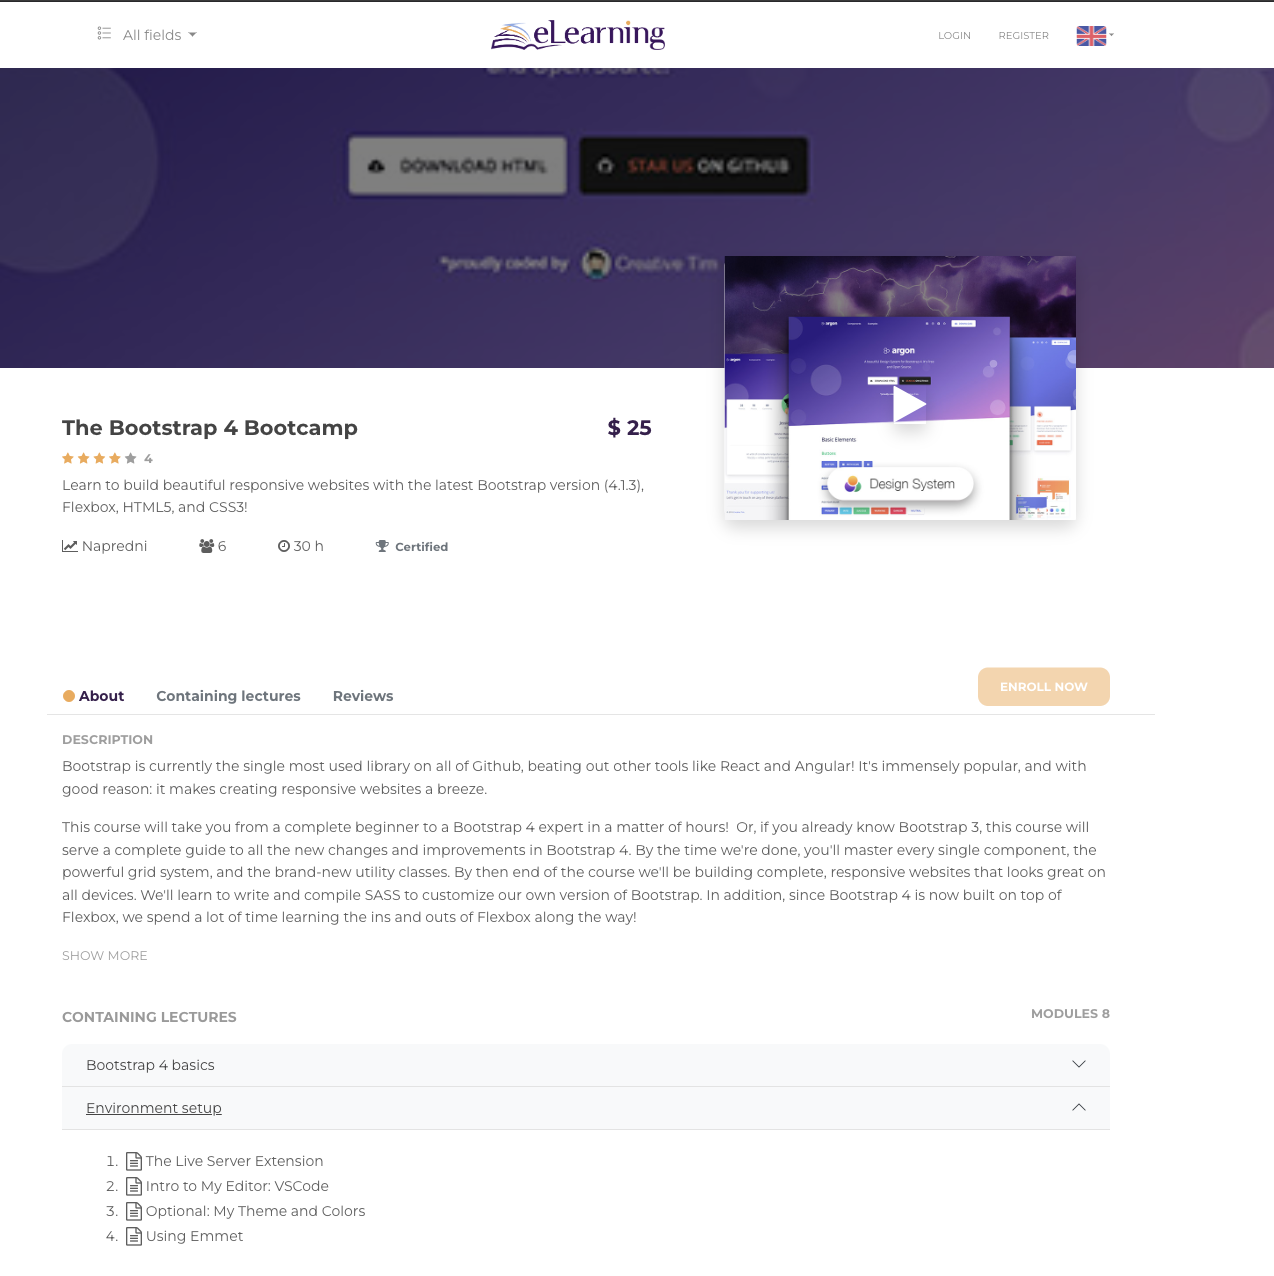 All fields
eLearning
LOGIN
REGISTER
and Open Source.
DOWNLOAD HTML
STAR US ON GITHUB
*proudly coded by Creative Tim
argon
Basic Elements
Buttons
Design System
The Bootstrap 4 Bootcamp
$ 25
4
Learn to build beautiful responsive websites with the latest Bootstrap version (4.1.3),
Flexbox, HTML5, and CSS3!
Napredni
6
30 h
Certified
About
Containing lectures
Reviews
ENROLL NOW
DESCRIPTION
Bootstrap is currently the single most used library on all of Github, beating out other tools like React and Angular! It's immensely popular, and with
good reason: it makes creating responsive websites a breeze.
This course will take you from a complete beginner to a Bootstrap 4 expert in a matter of hours!  Or, if you already know Bootstrap 3, this course will
serve a complete guide to all the new changes and improvements in Bootstrap 4. By the time we're done, you'll master every single component, the
powerful grid system, and the brand-new utility classes. By then end of the course we'll be building complete, responsive websites that looks great on
all devices. We'll learn to write and compile SASS to customize our own version of Bootstrap. In addition, since Bootstrap 4 is now built on top of
Flexbox, we spend a lot of time learning the ins and outs of Flexbox along the way!
SHOW MORE
CONTAINING LECTURES
MODULES 8
Bootstrap 4 basics
Environment setup
1. The Live Server Extension
2. Intro to My Editor: VSCode
3. Optional: My Theme and Colors
4. Using Emmet